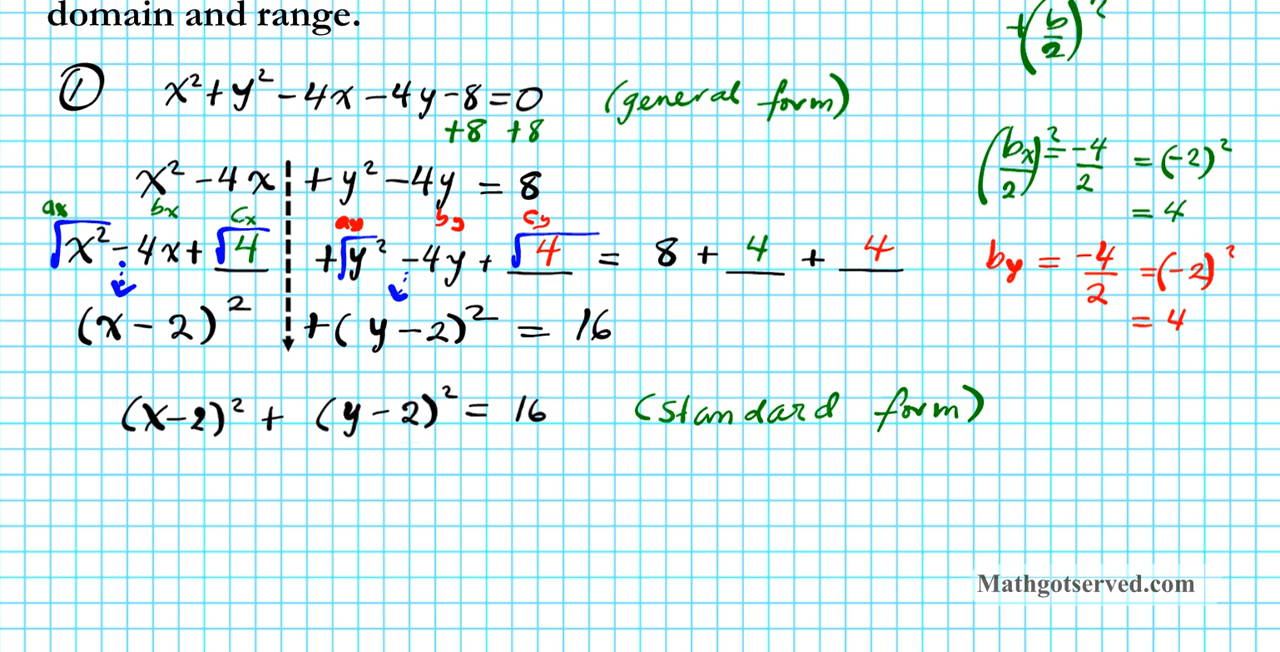 domain and range.
+(b/2)²
① x²+y²-4x-4y-8=0 (general form)
+8 +8
(bx/2)²= -4/2 = (-2)²
= 4
x²-4x +y²-4y = 8
ax bx cx ay by cy
√x² -4x+√4 +√y² -4y+√4 = 8 + 4 + 4
by = -4/2 =(-2)²
= 4
(x-2)² +(y-2)² = 16
(x-2)² + (y-2)² = 16 (standard form)
Mathgotserved.com